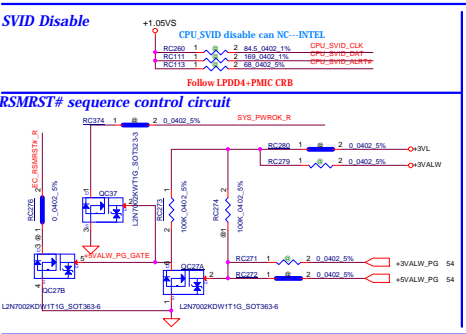 SVID Disable
+1.05VS
CPU_SVID disable can NC---INTEL
RC260 1 2 84.5_0402_1% CPU_SVID_CLK
RC111 1 2 169_0402_1% CPU_SVID_DAT
RC113 1 2 68_0402_5% CPU_SVID_ALRT#
Follow LPDD4+PMIC CRB
RSMRST# sequence control circuit
RC374 1 @ 2 0_0402_5% SYS_PWROK_R
RC280 1 @ 2 0_0402_5% +3VL
RC279 1 @ 2 0_0402_5% +3VALW
EC_RSMRST#_R
RC276
0_0402_5%
QC37
L2N7002KWT1G_SOT323-3
RC273
100K_0402_5%
RC274
100K_0402_5%
@
+5VALW_PG_GATE
RC271 1 @ 2 0_0402_5% +3VALW_PG 54
RC272 1 @ 2 0_0402_5% +5VALW_PG 54
QC27B
QC27A
L2N7002KDW1T1G_SOT363-6
L2N7002KDW1T1G_SOT363-6